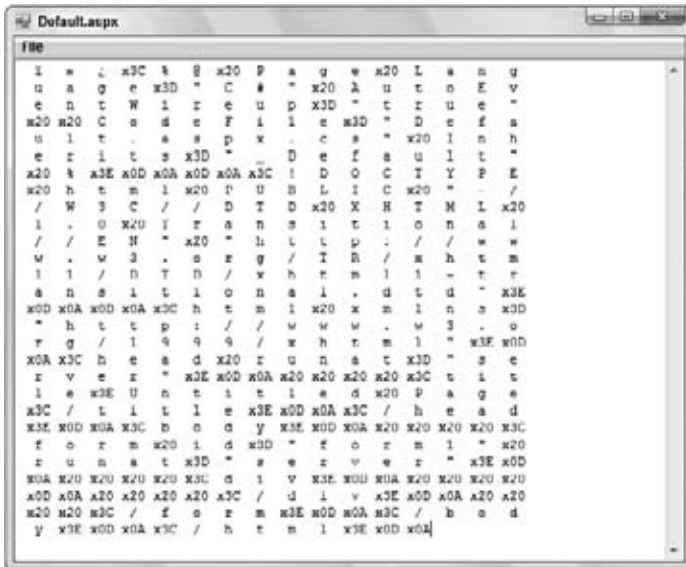 Default.aspx
File
ï » ¿ x3C % @ x20 P a g e x20 L a n g
u a g e x3D " C # " x20 A u t o E v
e n t W i r e u p x3D " t r u e "
x20 x20 C o d e F i l e x3D " D e f a
u l t . a s p x . c s " x20 I n h
e r i t s x3D " _ D e f a u l t "
x20 % x3E x0D x0A x0D x0A x3C ! D O C T Y P E
x20 h t m l x20 P U B L I C x20 " - /
/ W 3 C / / D T D x20 X H T M L x20
1 . 0 x20 T r a n s i t i o n a l
/ / E N " x20 " h t t p : / / w w
w . w 3 . o r g / T R / x h t m
l 1 / D T D / x h t m l 1 - t r
a n s i t i o n a l . d t d " x3E
x0D x0A x0D x0A x3C h t m l x20 x m l n s x3D
" h t t p : / / w w w . w 3 . o
r g / 1 9 9 9 / x h t m l " x3E x0D
x0A x3C h e a d x20 r u n a t x3D " s e
r v e r " x3E x0D x0A x20 x20 x20 x20 x3C t i t
l e x3E U n t i t l e d x20 P a g e
x3C / t i t l e x3E x0D x0A x3C / h e a d
x3E x0D x0A x3C b o d y x3E x0D x0A x20 x20 x20 x20 x3C
f o r m x20 i d x3D " f o r m 1 " x20
r u n a t x3D " s e r v e r " x3E x0D
x0A x20 x20 x20 x20 x3C d i v x3E x0D x0A x20 x20 x20 x20
x0D x0A x20 x20 x20 x20 x3C / d i v x3E x0D x0A x20 x20
x20 x20 x3C / f o r m x3E x0D x0A x3C / b o d
y x3E x0D x0A x3C / h t m l x3E x0D x0A